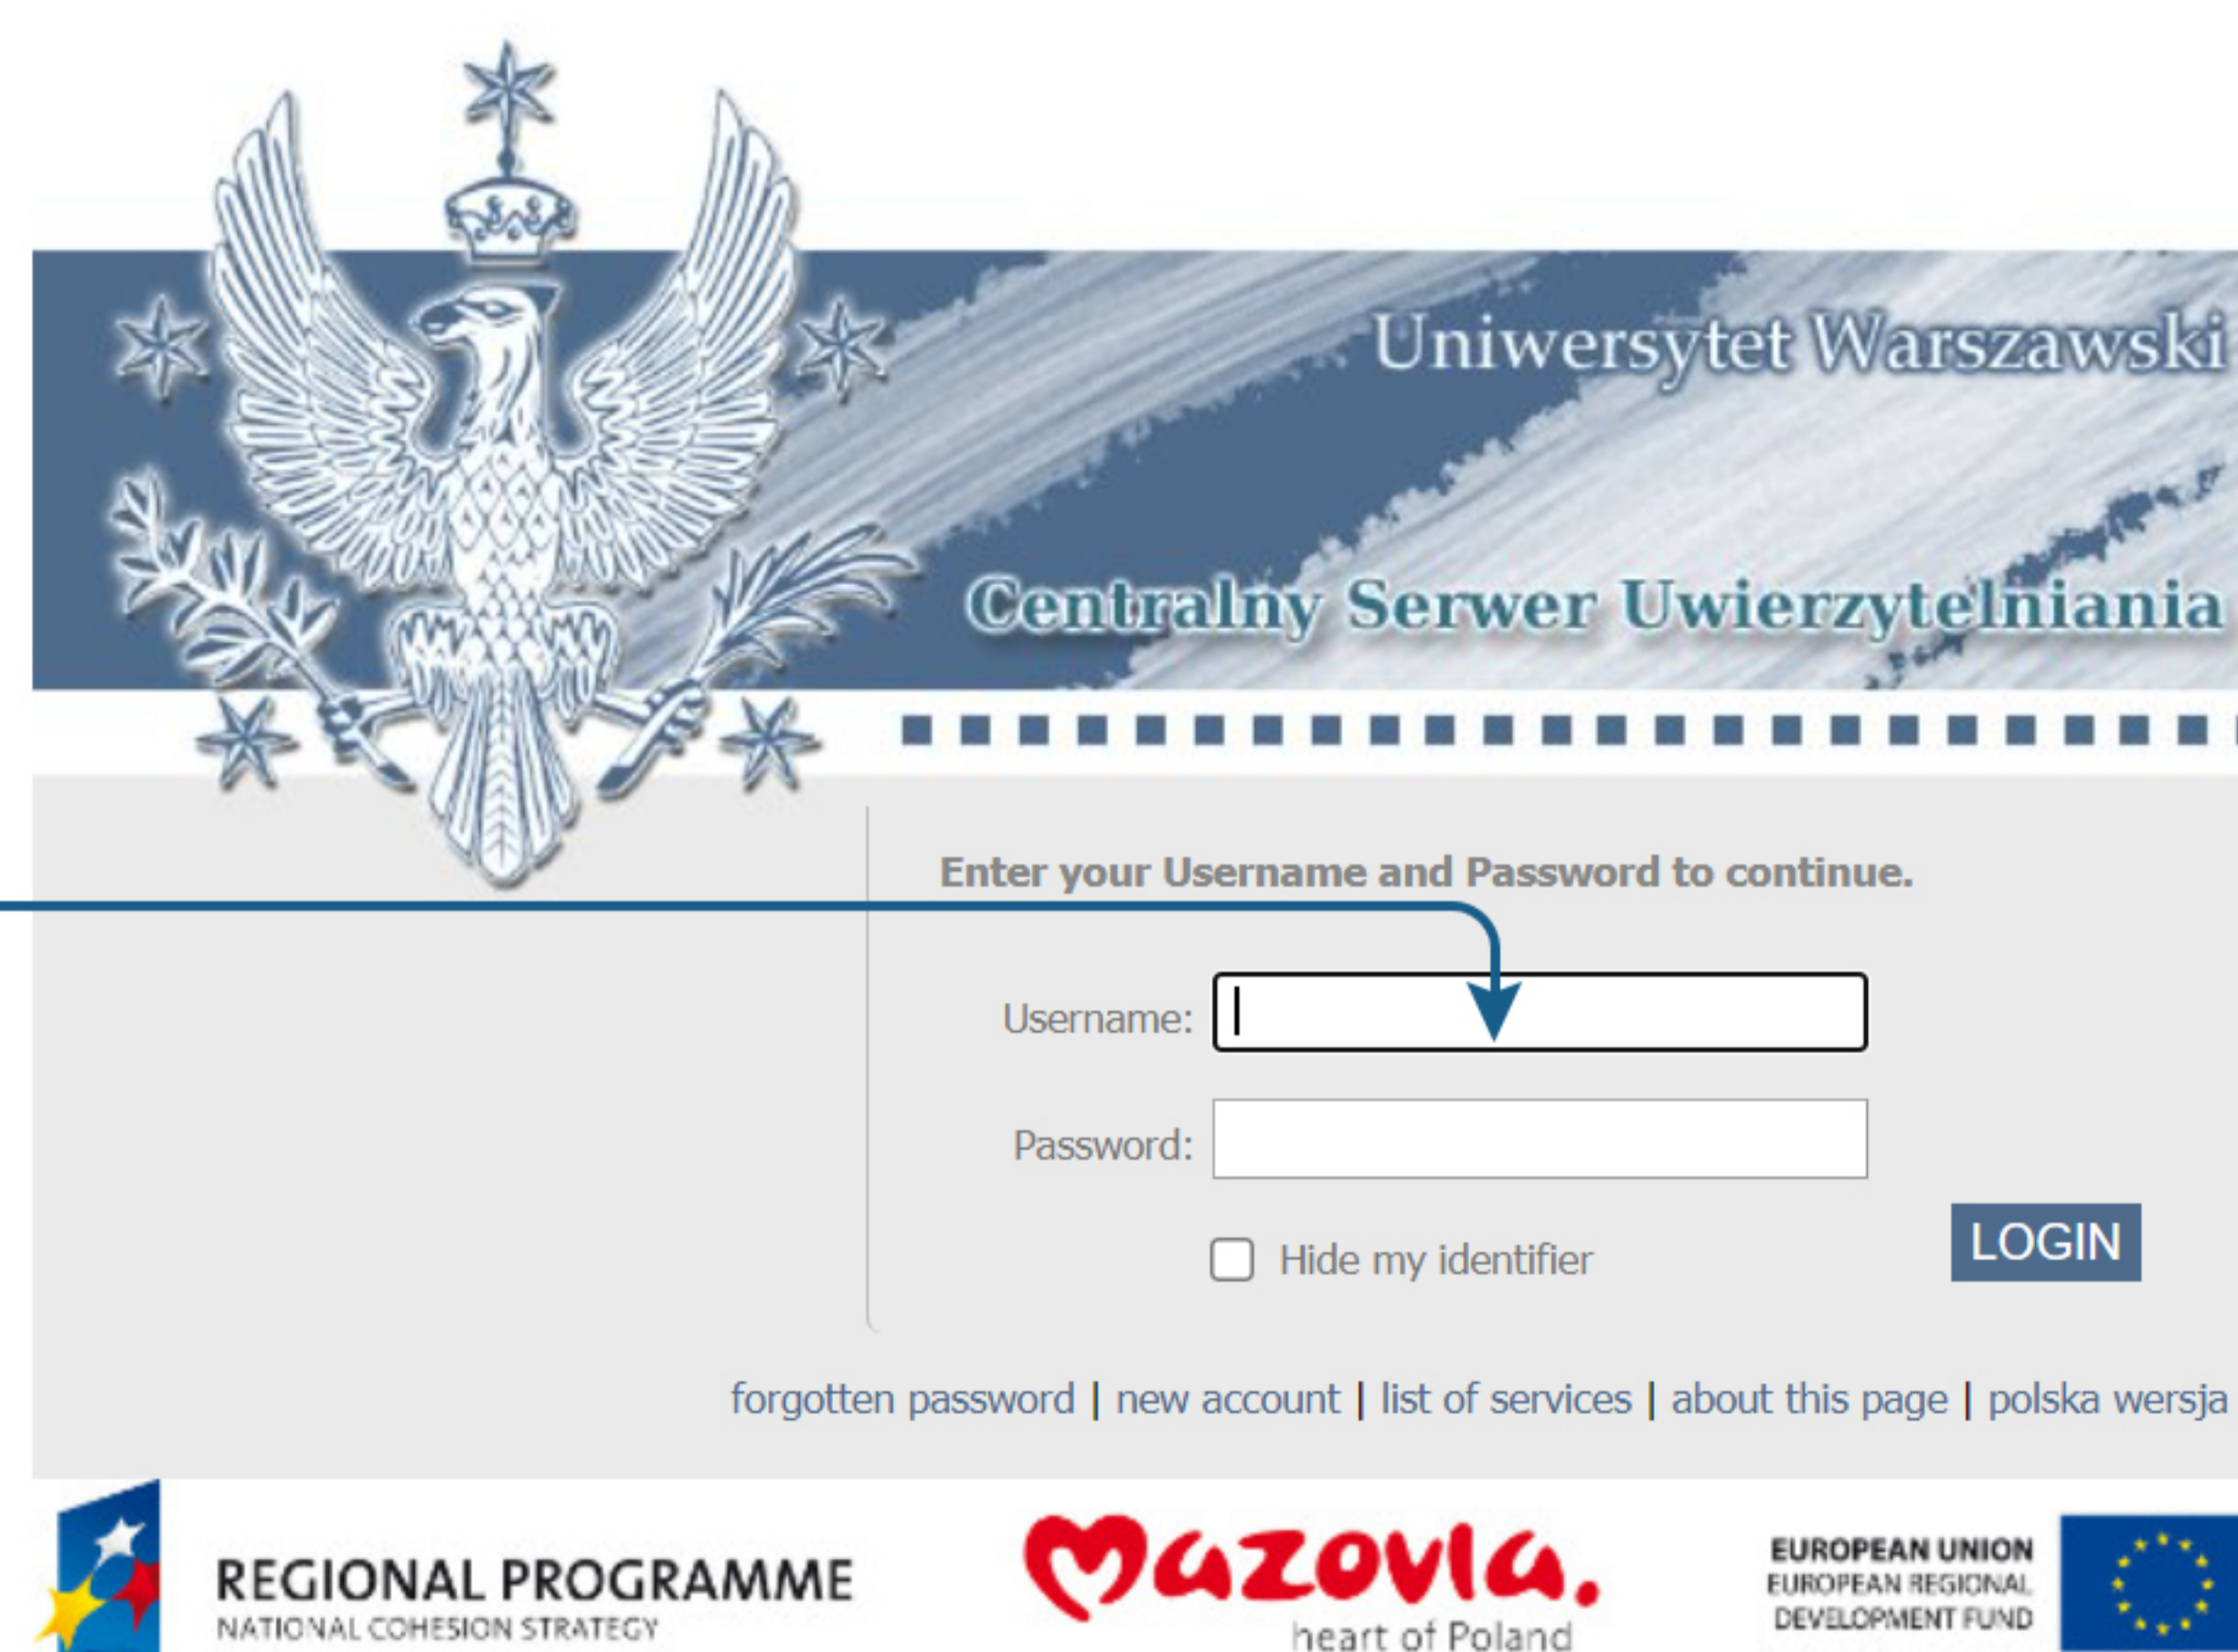 Uniwersytet Warszawski
Centralny Serwer Uwierzytelniania
Enter your Username and Password to continue.
Username:
Password:
Hide my identifier
LOGIN
forgotten password | new account | list of services | about this page | polska wersja
REGIONAL PROGRAMME
NATIONAL COHESION STRATEGY
Mazovia.
heart of Poland
EUROPEAN UNION
EUROPEAN REGIONAL
DEVELOPMENT FUND